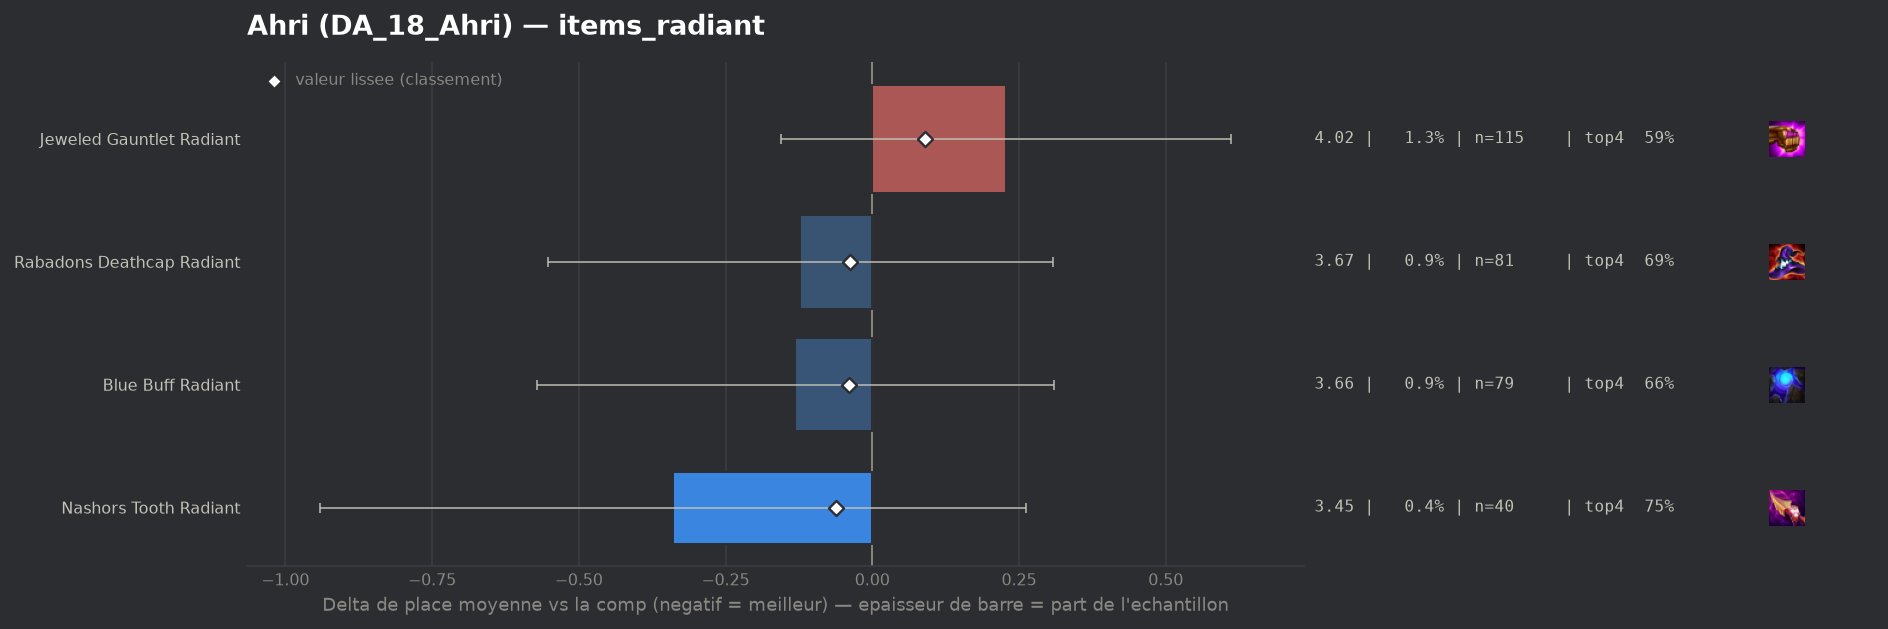 Ahri (DA_18_Ahri) — items_radiant
valeur lissee (classement)
Jeweled Gauntlet Radiant 4.02 | 1.3% | n=115 | top4 59%
Rabadons Deathcap Radiant 3.67 | 0.9% | n=81 | top4 69%
Blue Buff Radiant 3.66 | 0.9% | n=79 | top4 66%
Nashors Tooth Radiant 3.45 | 0.4% | n=40 | top4 75%
−1.00 −0.75 −0.50 −0.25 0.00 0.25 0.50
Delta de place moyenne vs la comp (negatif = meilleur) — epaisseur de barre = part de l'echantillon